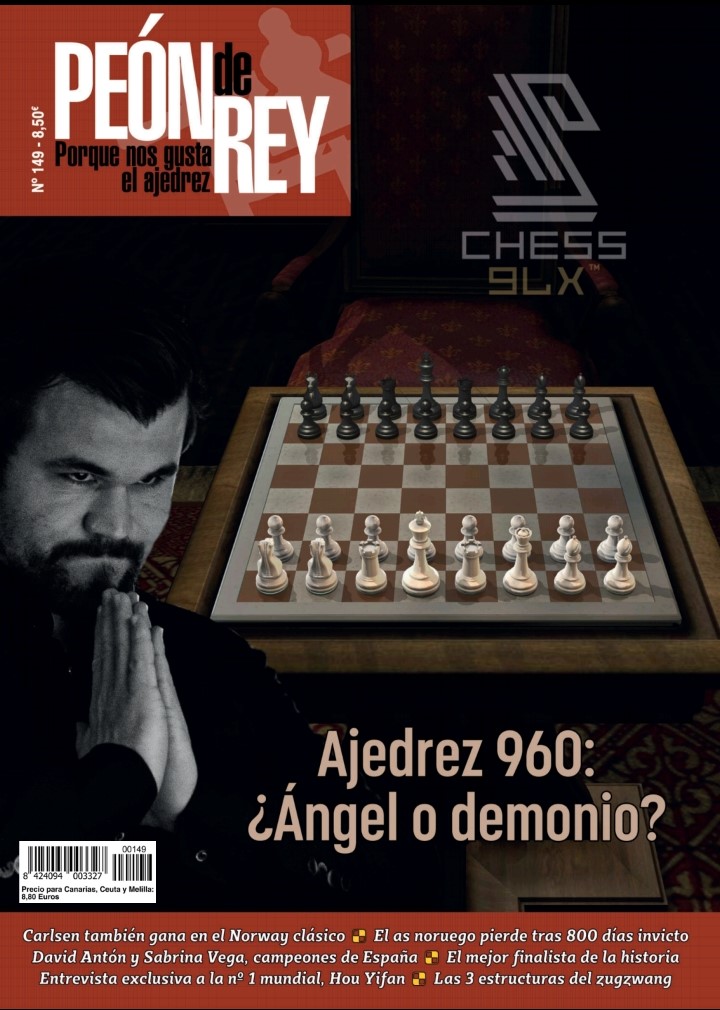 PEÓN de
REY
Porque nos gusta
el ajedrez
Nº 149 - 8,50€
CHESS
9LX™
Ajedrez 960:
¿Ángel o demonio?
00149
8 424094 003327
Precio para Canarias, Ceuta y Melilla:
8,80 Euros
Carlsen también gana en el Norway clásico El as noruego pierde tras 800 días invicto
David Antón y Sabrina Vega, campeones de España El mejor finalista de la historia
Entrevista exclusiva a la nº 1 mundial, Hou Yifan Las 3 estructuras del zugzwang